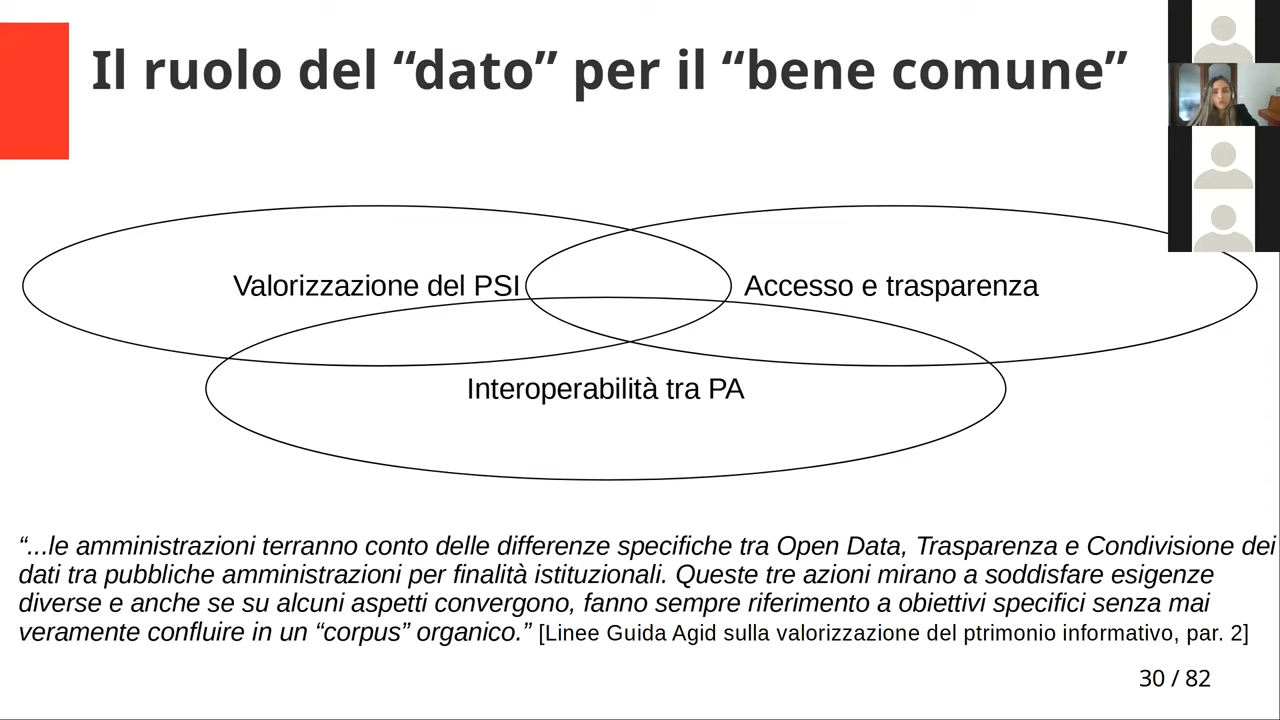 Il ruolo del “dato” per il “bene comune”
Valorizzazione del PSI
Accesso e trasparenza
Interoperabilità tra PA
“...le amministrazioni terranno conto delle differenze specifiche tra Open Data, Trasparenza e Condivisione dei
dati tra pubbliche amministrazioni per finalità istituzionali. Queste tre azioni mirano a soddisfare esigenze
diverse e anche se su alcuni aspetti convergono, fanno sempre riferimento a obiettivi specifici senza mai
veramente confluire in un “corpus” organico.” [Linee Guida Agid sulla valorizzazione del ptrimonio informativo, par. 2]
30 / 82